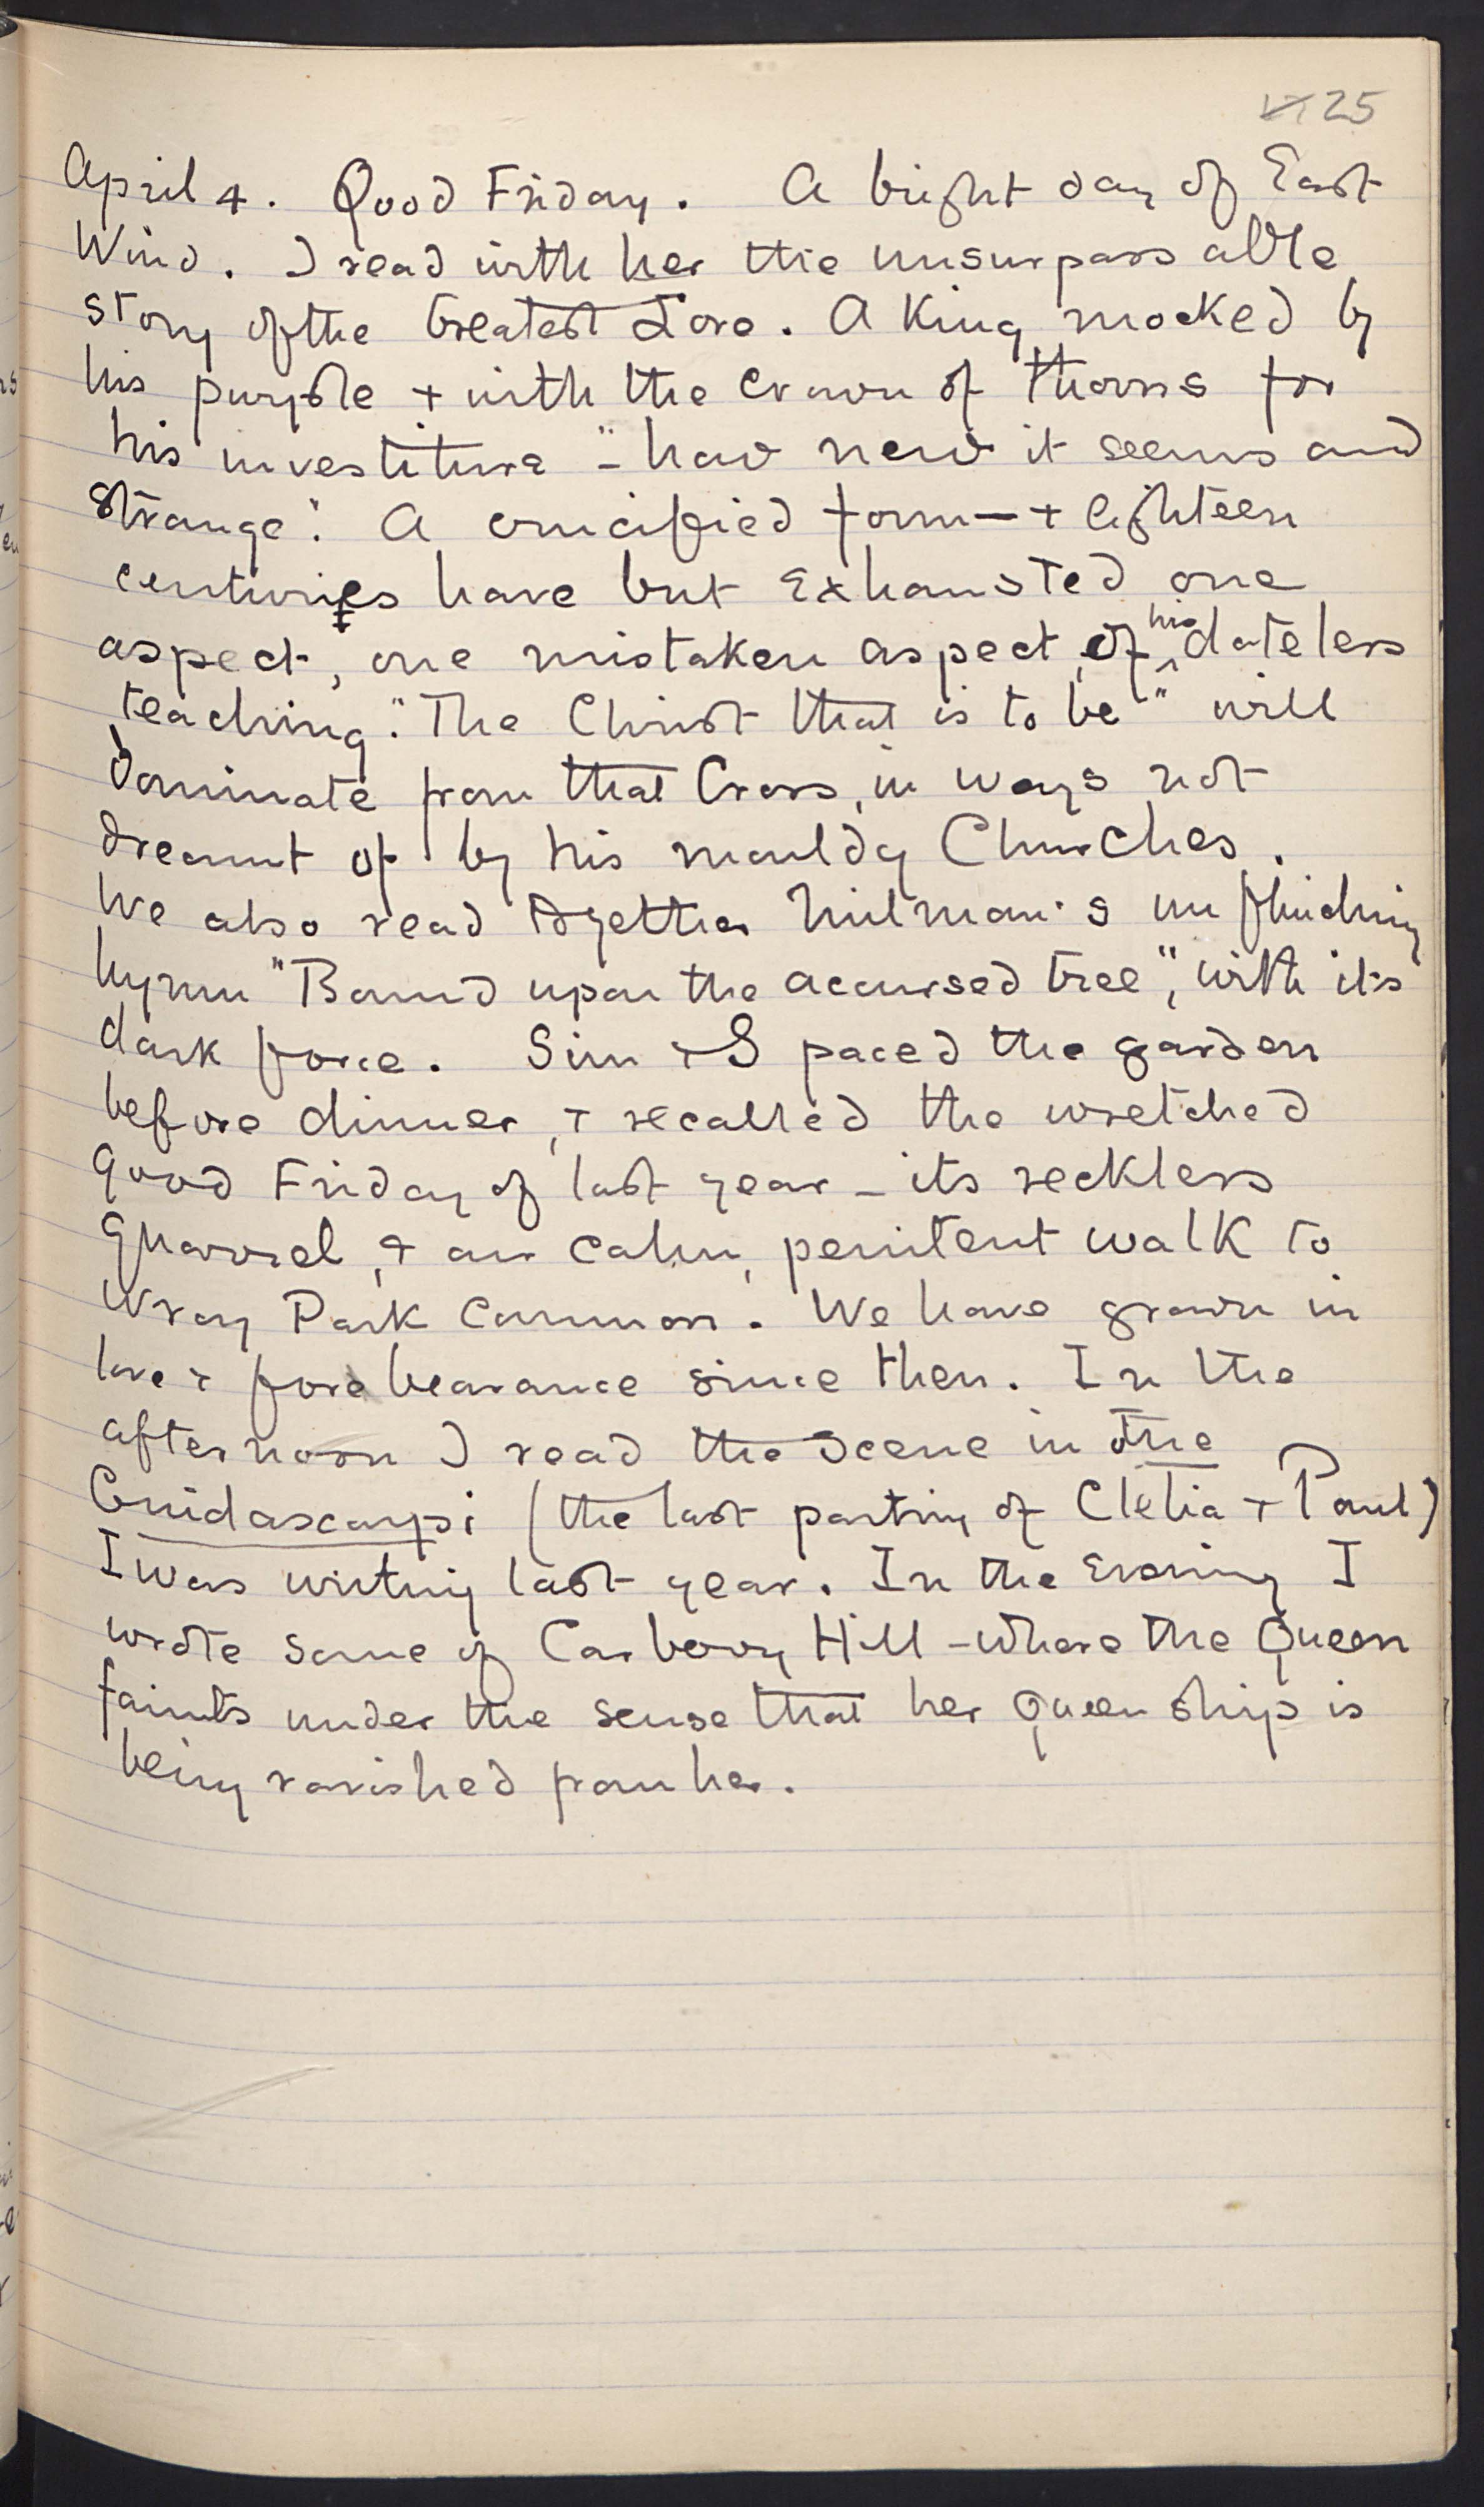 25
April 4. Good Friday. A bright day of East
Wind. I read with her the unsurpassable
story of the Greatest Love. A King mocked by
his purple + with the Crown of thorns for
his investiture "– how new it seems and
strange". A crucified form — + eighteen
centuries have but exhausted one
aspect, one mistaken aspect, of his dateless
teaching. "The Christ that is to be" will
dominate from that Cross, in ways not
dreamt of by his mouldy Churches.
We also read together Milman's unflinching
hymn "Bound upon the accursed tree", with its
dark force. Sim + I paced the garden
before dinner, + recalled the wretched
Good Friday of last year – its reckless
quarrel, & our calm, penitent walk to
Wray Park Common. We have grown in
love + forebearance since then. In the
afternoon I read the Scene in the
Guidascarpi (the last parting of Clelia + Paul)
I was writing last year. In the Evening I
wrote some of Carberry Hill – where the Queen
faints under the sense that her Queenship is
being ravished from her.